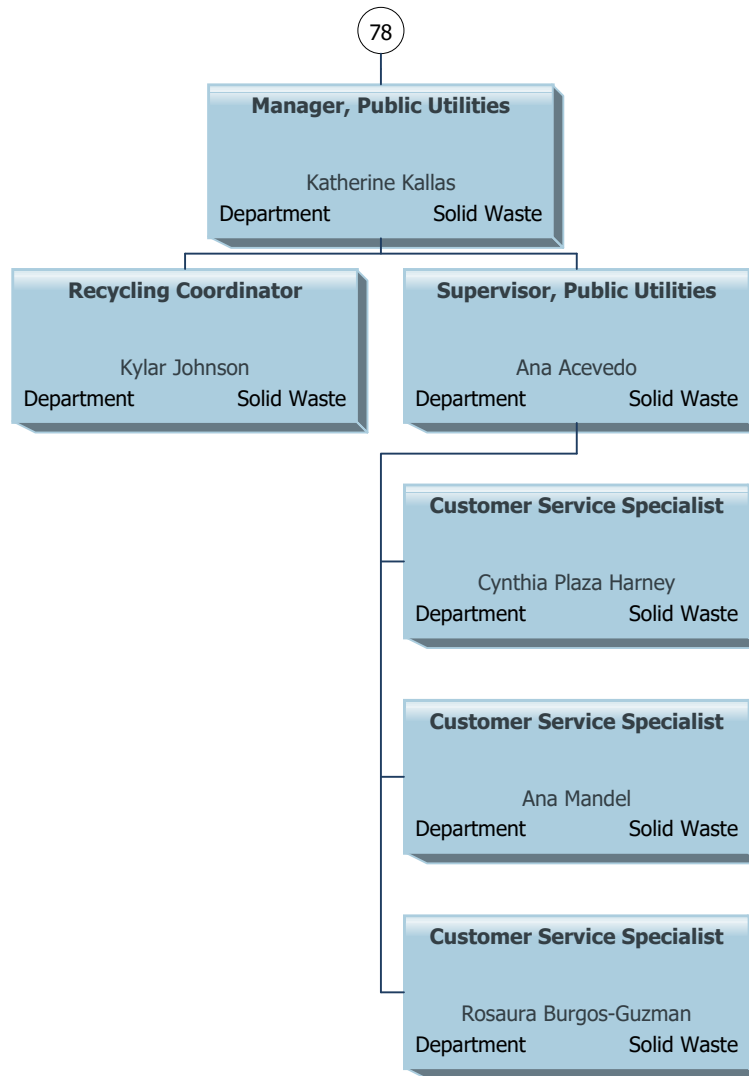 78
Manager, Public Utilities
Katherine Kallas
Department Solid Waste
Recycling Coordinator
Kylar Johnson
Department Solid Waste
Supervisor, Public Utilities
Ana Acevedo
Department Solid Waste
Customer Service Specialist
Cynthia Plaza Harney
Department Solid Waste
Customer Service Specialist
Ana Mandel
Department Solid Waste
Customer Service Specialist
Rosaura Burgos-Guzman
Department Solid Waste